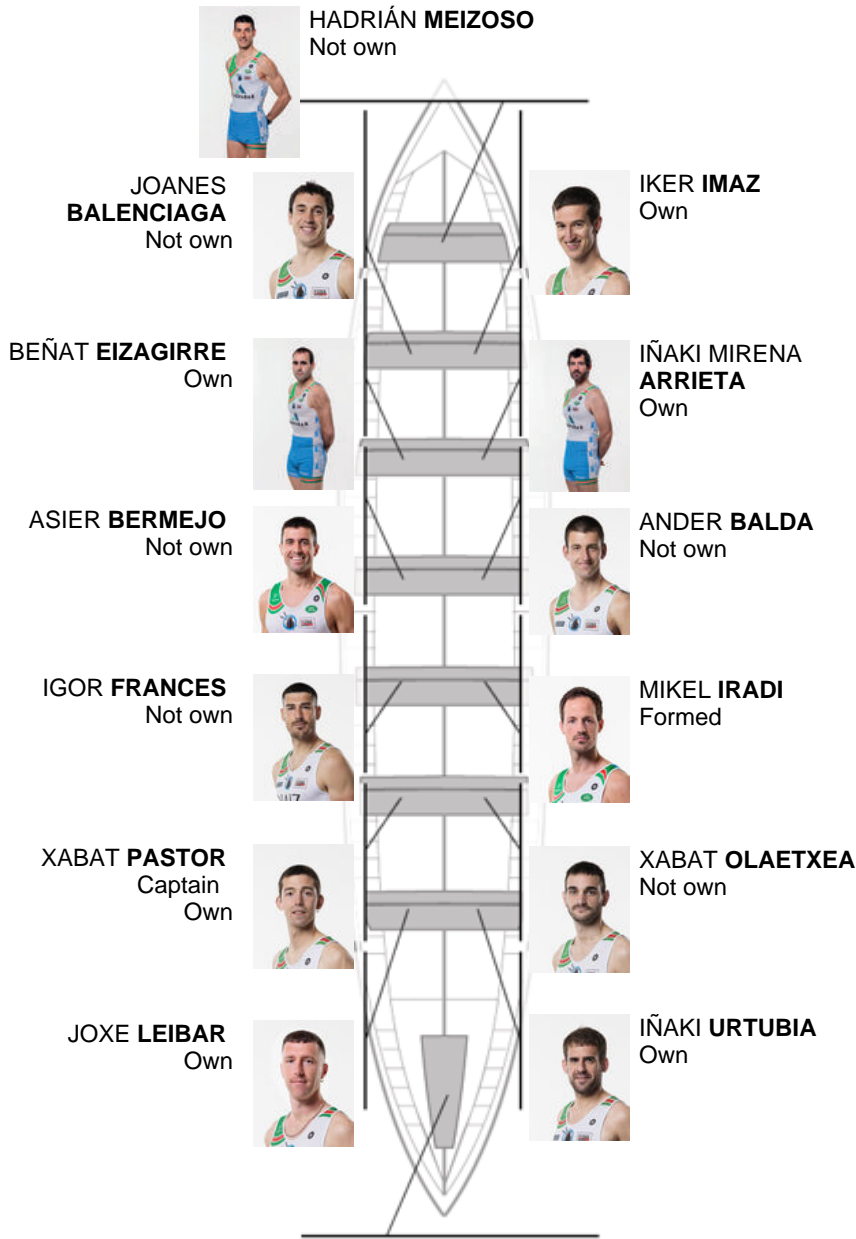 HADRIÁN MEIZOSO
Not own
JOANES
BALENCIAGA
Not own
IKER IMAZ
Own
BEÑAT EIZAGIRRE
Own
IÑAKI MIRENA
ARRIETA
Own
ASIER BERMEJO
Not own
ANDER BALDA
Not own
IGOR FRANCES
Not own
MIKEL IRADI
Formed
XABAT PASTOR
Captain
Own
XABAT OLAETXEA
Not own
JOXE LEIBAR
Own
IÑAKI URTUBIA
Own